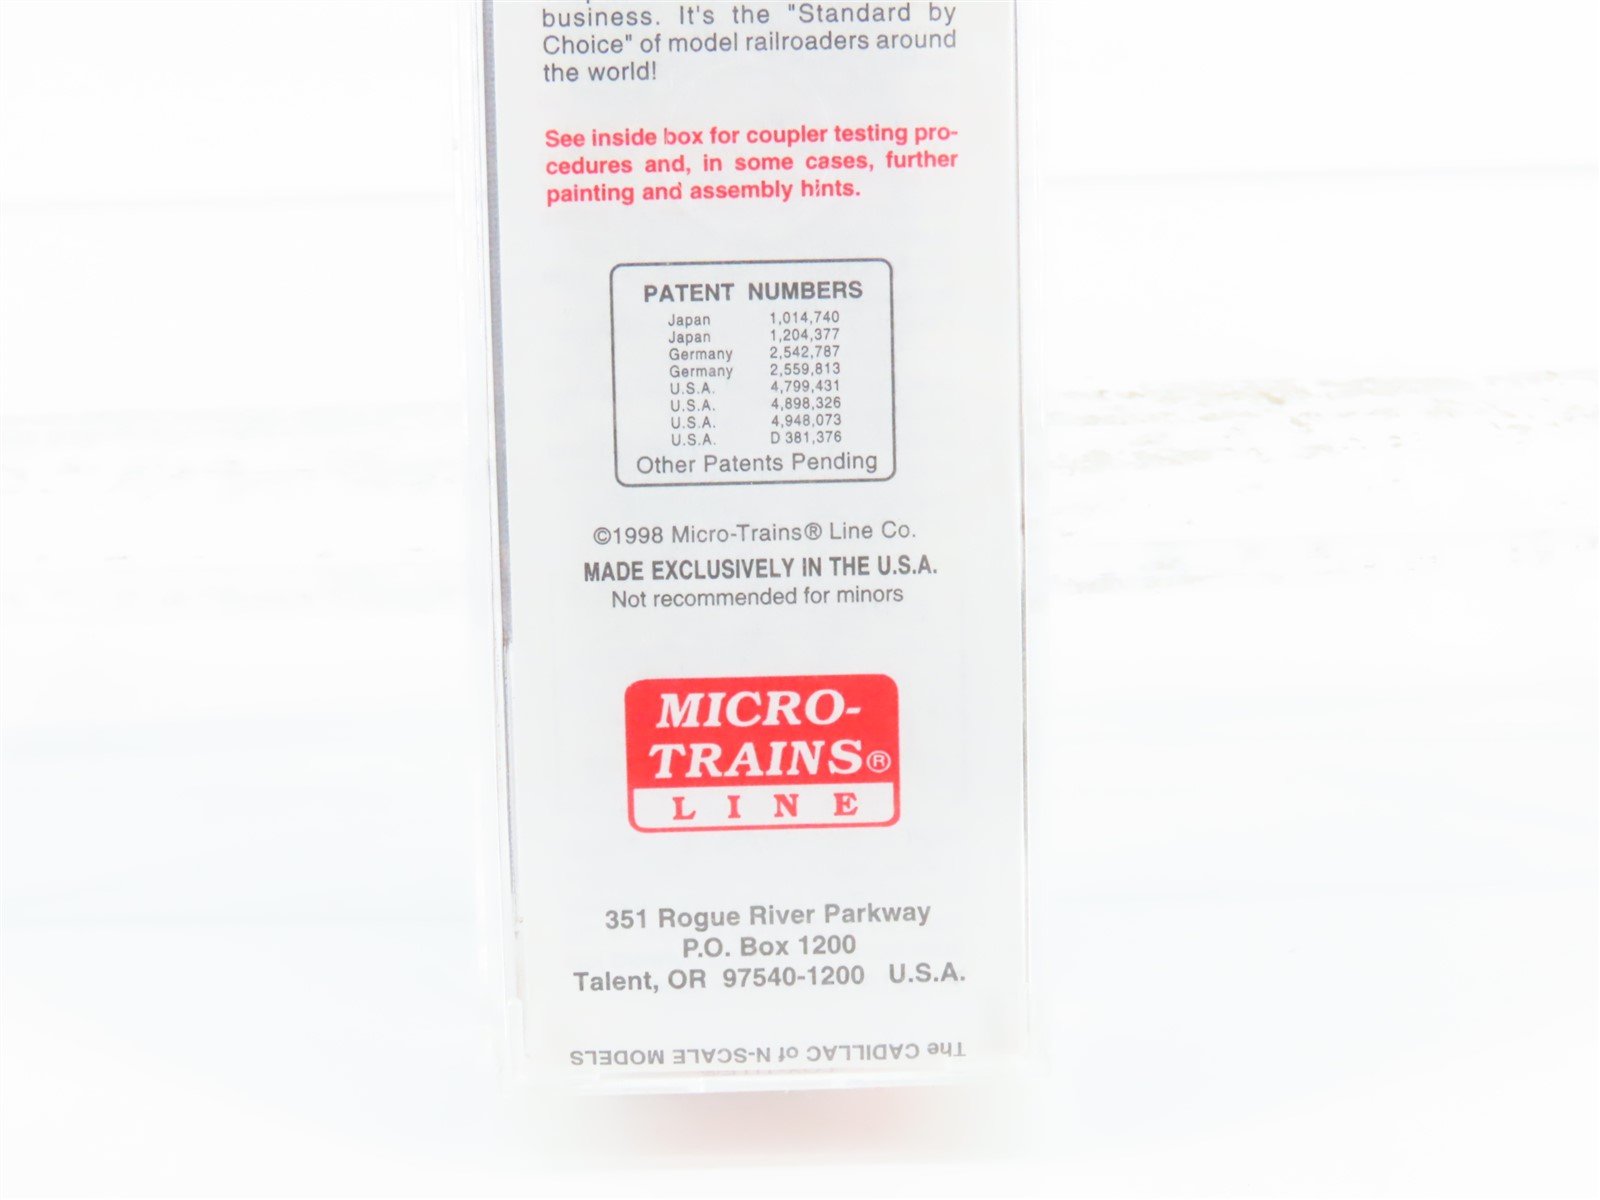 business. It's the "Standard by
Choice" of model railroaders around
the world!
See inside box for coupler testing pro-
cedures and, in some cases, further
painting and assembly hints.
PATENT NUMBERS
Japan 1,014,740
Japan 1,204,377
Germany 2,542,787
Germany 2,559,813
U.S.A. 4,799,431
U.S.A. 4,898,326
U.S.A. 4,948,073
U.S.A. D 381,376
Other Patents Pending
©1998 Micro-Trains® Line Co.
MADE EXCLUSIVELY IN THE U.S.A.
Not recommended for minors
MICRO-
TRAINS®
LINE
351 Rogue River Parkway
P.O. Box 1200
Talent, OR 97540-1200 U.S.A.
The CADILLAC of N-SCALE MODELS